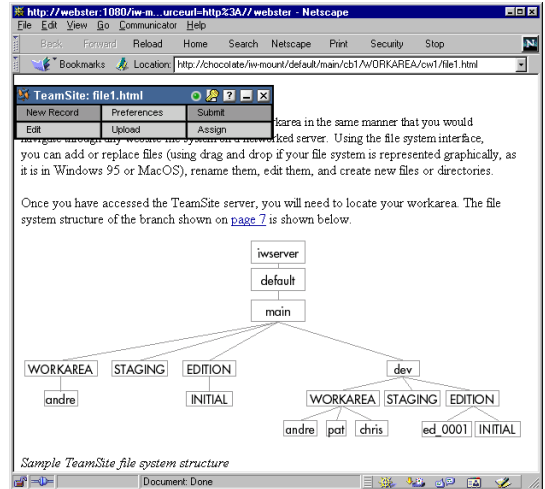 http://webster:1080/iw-m...urceurl=http%3A//webster - Netscape
File Edit View Go Communicator Help
Back Forward Reload Home Search Netscape Print Security Stop
Bookmarks Location: http://chocolate/iw-mount/default/main/cb1/WORKAREA/cw1/file1.html
TeamSite: file1.html
New Record Preferences Submit
Edit Upload Assign
karea in the same manner that you would
navigate through any website file system on a networked server. Using the file system interface,
you can add or replace files (using drag and drop if your file system is represented graphically, as
it is in Windows 95 or MacOS), rename them, edit them, and create new files or directories.
Once you have accessed the TeamSite server, you will need to locate your workarea. The file
system structure of the branch shown on page 7 is shown below.
iwserver
default
main
WORKAREA STAGING EDITION dev
andre INITIAL WORKAREA STAGING EDITION
andre pat chris ed_0001 INITIAL
Sample TeamSite file system structure
Document: Done